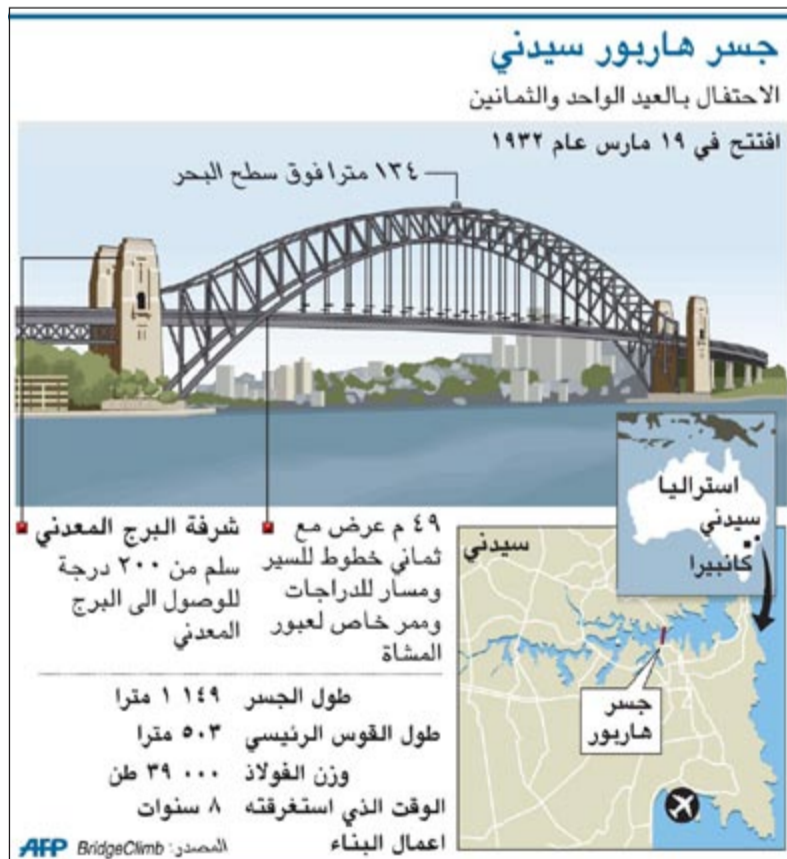 جسر هاربور سيدني
الاحتفال بالعيد الواحد والثمانين
افتتح في ١٩ مارس عام ١٩٣٢
١٣٤ مترا فوق سطح البحر
شرفة البرج المعدني
سلم من ٢٠٠ درجة
للوصول الى البرج
المعدني
٤٩ م عرض مع
ثماني خطوط للسير
ومسار للدراجات
وممر خاص لعبور
المشاة
استراليا
سيدني
كانبيرا
سيدني
جسر
هاربور
طول الجسر ١٤٩ ١ مترا
طول القوس الرئيسي ٥٠٣ مترا
وزن الفولاذ ٣٩ ٠٠٠ طن
الوقت الذي استغرقته ٨ سنوات
اعمال البناء
المصدر: BridgeClimb AFP